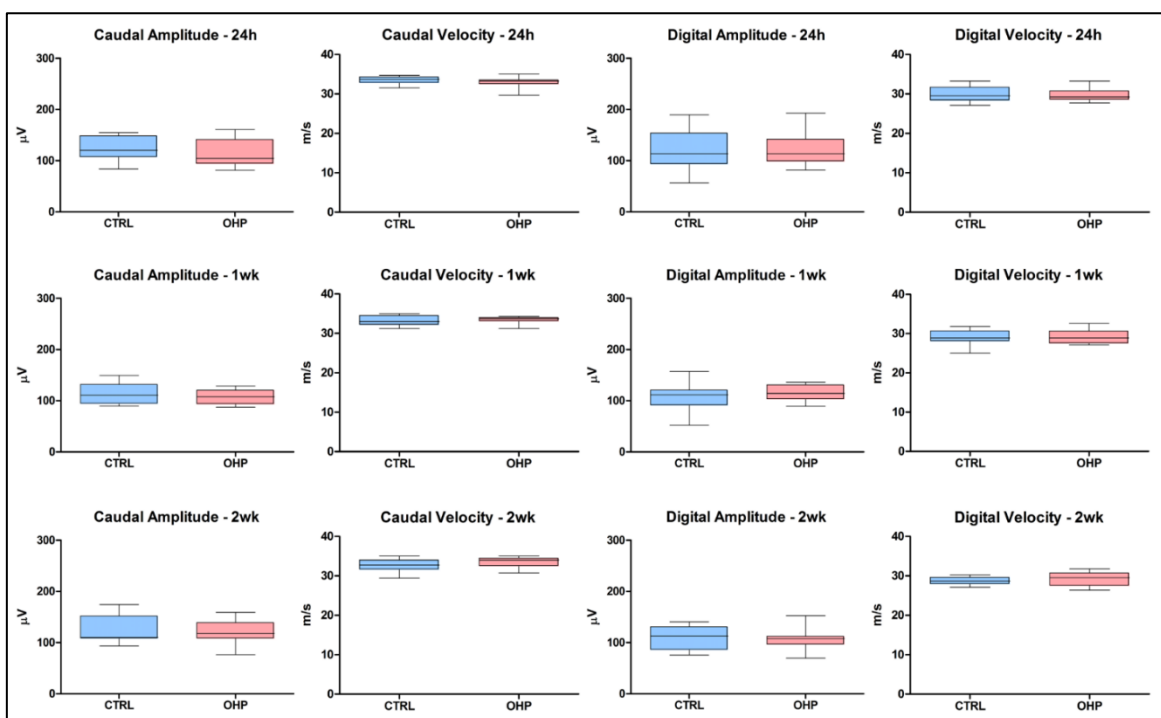 Caudal Amplitude - 24h
300
200
100
0
µV
CTRL OHP
Caudal Velocity - 24h
40
30
20
10
0
m/s
CTRL OHP
Digital Amplitude - 24h
300
200
100
0
µV
CTRL OHP
Digital Velocity - 24h
40
30
20
10
0
m/s
CTRL OHP
Caudal Amplitude - 1wk
300
200
100
0
µV
CTRL OHP
Caudal Velocity - 1wk
40
30
20
10
0
m/s
CTRL OHP
Digital Amplitude - 1wk
300
200
100
0
µV
CTRL OHP
Digital Velocity - 1wk
40
30
20
10
0
m/s
CTRL OHP
Caudal Amplitude - 2wk
300
200
100
0
µV
CTRL OHP
Caudal Velocity - 2wk
40
30
20
10
0
m/s
CTRL OHP
Digital Amplitude - 2wk
300
200
100
0
µV
CTRL OHP
Digital Velocity - 2wk
40
30
20
10
0
m/s
CTRL OHP